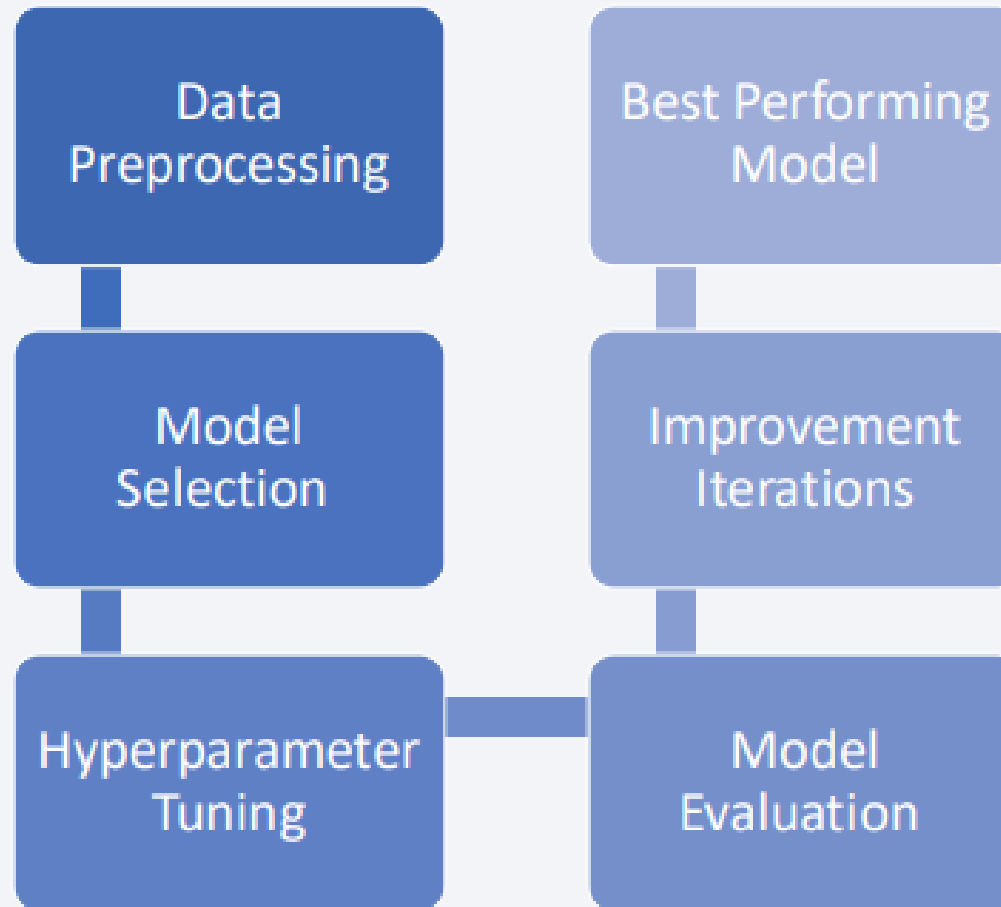 Data
Preprocessing
Model
Selection
Hyperparameter
Tuning
Model
Evaluation
Improvement
Iterations
Best Performing
Model